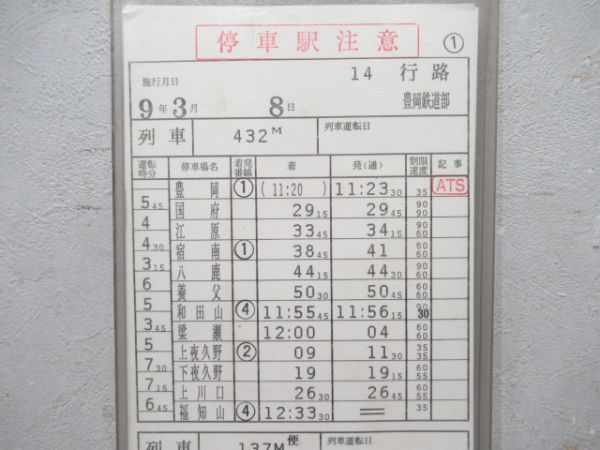 停車駅注意 ①
14 行路
施行月日 豊岡鉄道部
9年3月 8日
列車 432M 列車運転日
運転時分 停車場名 着発番線 着 発(通) 制限速度 記事
豊岡 ① (11:20 ) 11:23 30 35 ATS
5 45
国府 29 15 29 45 90 90
4
江原 33 45 34 15 90 60
4 30
宿南 ① 38 45 41 60 60
3 15
八鹿 44 15 44 30 90 60
6
養父 50 30 50 45 60 60
5
和田山 ④ 11:55 45 11:56 15 90 30
3 45
梁瀬 12:00 04 60 60
5
上夜久野 ② 09 11 30 35 35
7 30
下夜久野 19 19 15 60 55
7 15
上川口 26 30 26 45 60 55
6 45
福知山 ④ 12:33 30 = 35
列車 137M 便 列車運転日